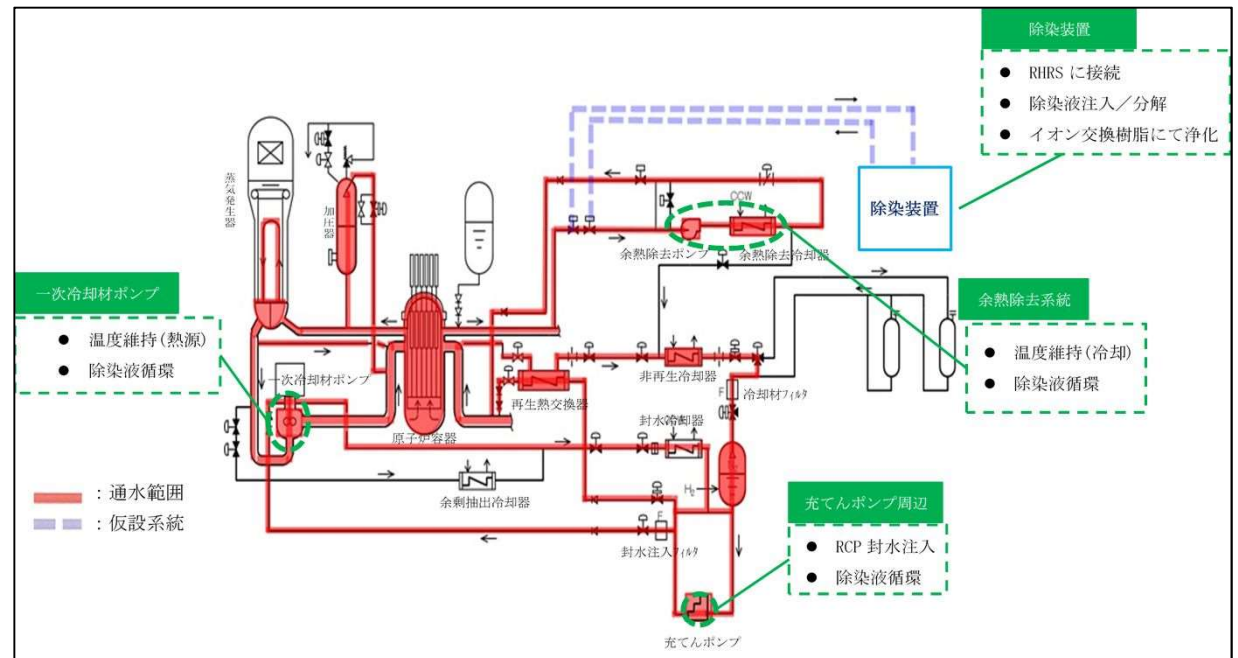 除染装置
● RHRS に接続
● 除染液注入／分解
● イオン交換樹脂にて浄化
蒸気発生器
加圧器
CCW
除染装置
余熱除去ポンプ
余熱除去冷却器
一次冷却材ポンプ
● 温度維持(熱源)
● 除染液循環
余熱除去系統
● 温度維持(冷却)
● 除染液循環
一次冷却材ポンプ
再生熱交換器
非再生冷却器
F
冷却材フィルタ
原子炉容器
封水冷却器
H₂
余剰抽出冷却器
F
封水注入フィルタ
：通水範囲
：仮設系統
充てんポンプ周辺
● RCP 封水注入
● 除染液循環
充てんポンプ